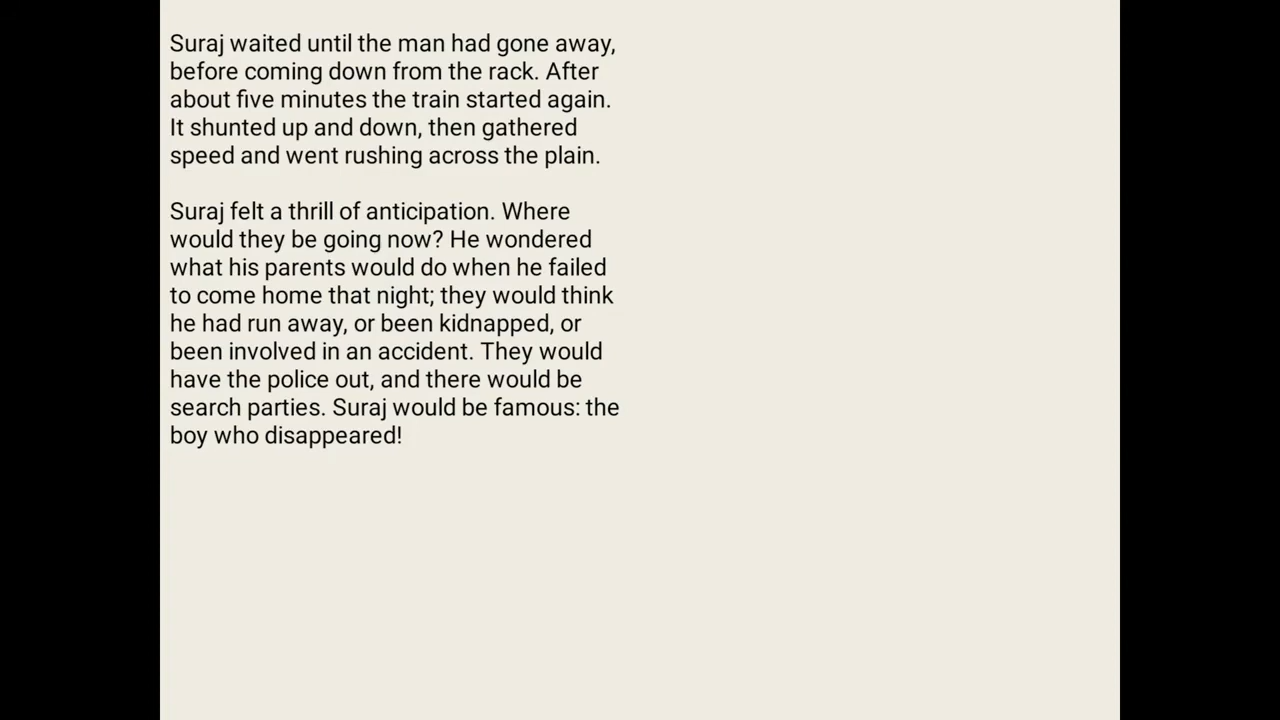 Suraj waited until the man had gone away,
before coming down from the rack. After
about five minutes the train started again.
It shunted up and down, then gathered
speed and went rushing across the plain.
Suraj felt a thrill of anticipation. Where
would they be going now? He wondered
what his parents would do when he failed
to come home that night; they would think
he had run away, or been kidnapped, or
been involved in an accident. They would
have the police out, and there would be
search parties. Suraj would be famous: the
boy who disappeared!